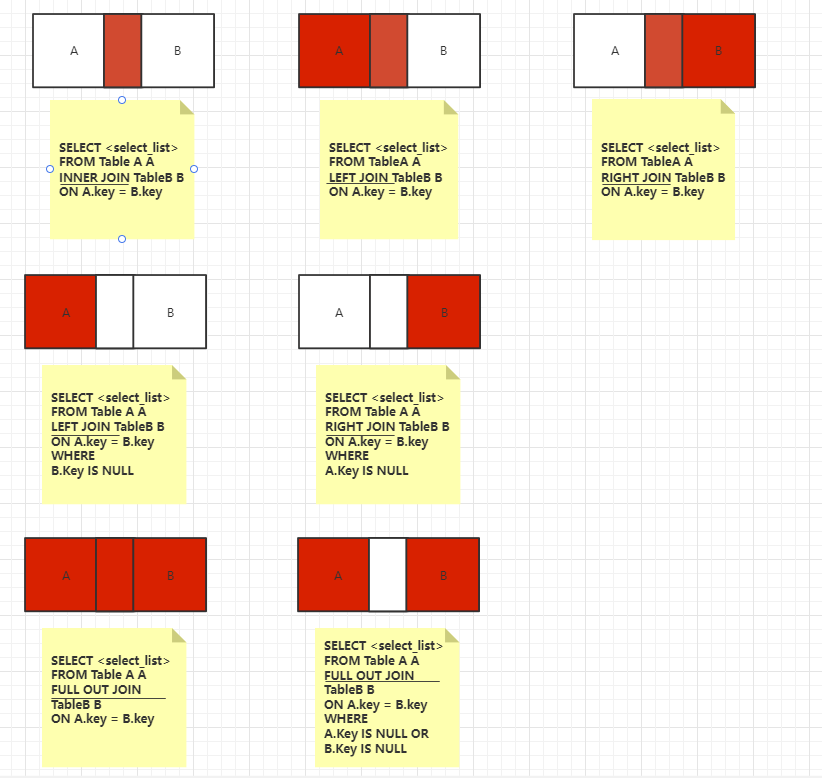 A B
SELECT <select_list>
FROM Table A A
INNER JOIN TableB B
ON A.key = B.key
A B
SELECT <select_list>
FROM TableA A
LEFT JOIN TableB B
ON A.key = B.key
A B
SELECT <select_list>
FROM TableA A
RIGHT JOIN TableB B
ON A.key = B.key
A B
SELECT <select_list>
FROM Table A A
LEFT JOIN TableB B
ON A.key = B.key
WHERE
B.Key IS NULL
A B
SELECT <select_list>
FROM Table A A
RIGHT JOIN TableB B
ON A.key = B.key
WHERE
A.Key IS NULL
A B
SELECT <select_list>
FROM Table A A
FULL OUT JOIN
TableB B
ON A.key = B.key
A B
SELECT <select_list>
FROM Table A A
FULL OUT JOIN
TableB B
ON A.key = B.key
WHERE
A.Key IS NULL OR
B.Key IS NULL